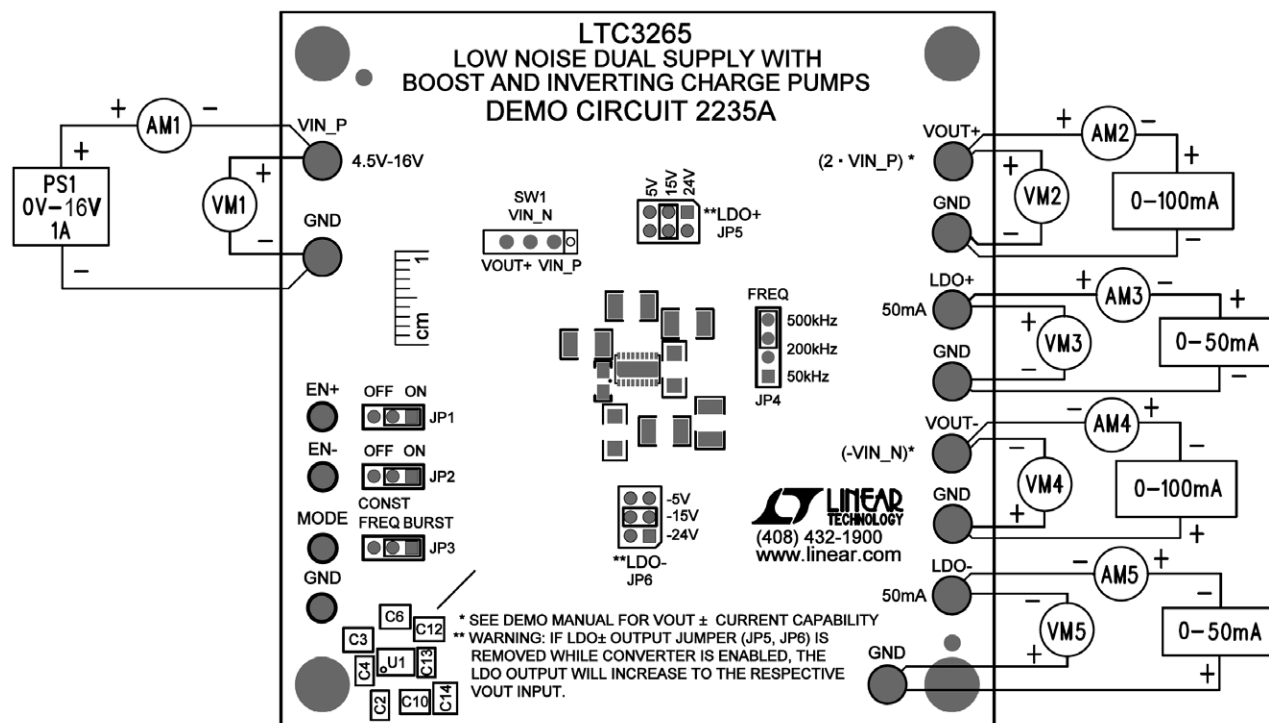 LTC3265
LOW NOISE DUAL SUPPLY WITH
BOOST AND INVERTING CHARGE PUMPS
DEMO CIRCUIT 2235A
+ AM1 -
VIN_P
4.5V-16V
+
PS1
0V-16V
1A
-
+
VM1
-
GND
SW1
VIN_N
VOUT+ VIN_P
5V
15V
24V
**LDO+
JP5
1
cm
FREQ
500kHz
200kHz
50kHz
JP4
VOUT+
(2 · VIN_P) *
+ AM2 -
+
VM2
-
+
0-100mA
-
GND
LDO+
50mA
+ AM3 -
+
VM3
-
+
0-50mA
-
GND
VOUT-
(-VIN_N)*
- AM4 +
-
VM4
+
-
0-100mA
+
GND
LDO-
50mA
- AM5 +
-
VM5
+
-
0-50mA
+
GND
EN+
OFF ON
JP1
EN-
OFF ON
JP2
CONST
MODE
FREQ BURST
JP3
GND
-5V
-15V
-24V
**LDO-
JP6
LINEAR
TECHNOLOGY
(408) 432-1900
www.linear.com
C6
C12
C3
C4
U1
C13
C2
C10
C14
* SEE DEMO MANUAL FOR VOUT ± CURRENT CAPABILITY
** WARNING: IF LDO± OUTPUT JUMPER (JP5, JP6) IS
REMOVED WHILE CONVERTER IS ENABLED, THE
LDO OUTPUT WILL INCREASE TO THE RESPECTIVE
VOUT INPUT.